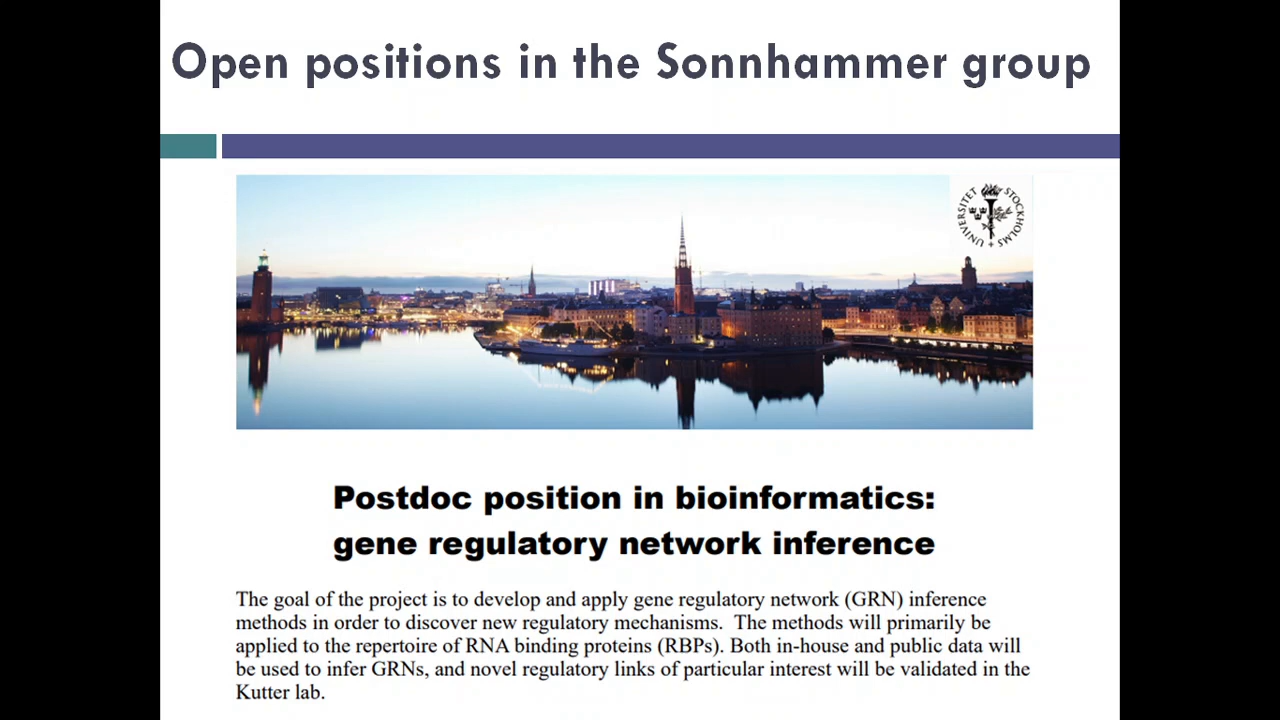 Open positions in the Sonnhammer group
STOCKHOLMS UNIVERSITET
Postdoc position in bioinformatics:
gene regulatory network inference
The goal of the project is to develop and apply gene regulatory network (GRN) inference
methods in order to discover new regulatory mechanisms.  The methods will primarily be
applied to the repertoire of RNA binding proteins (RBPs). Both in-house and public data will
be used to infer GRNs, and novel regulatory links of particular interest will be validated in the
Kutter lab.